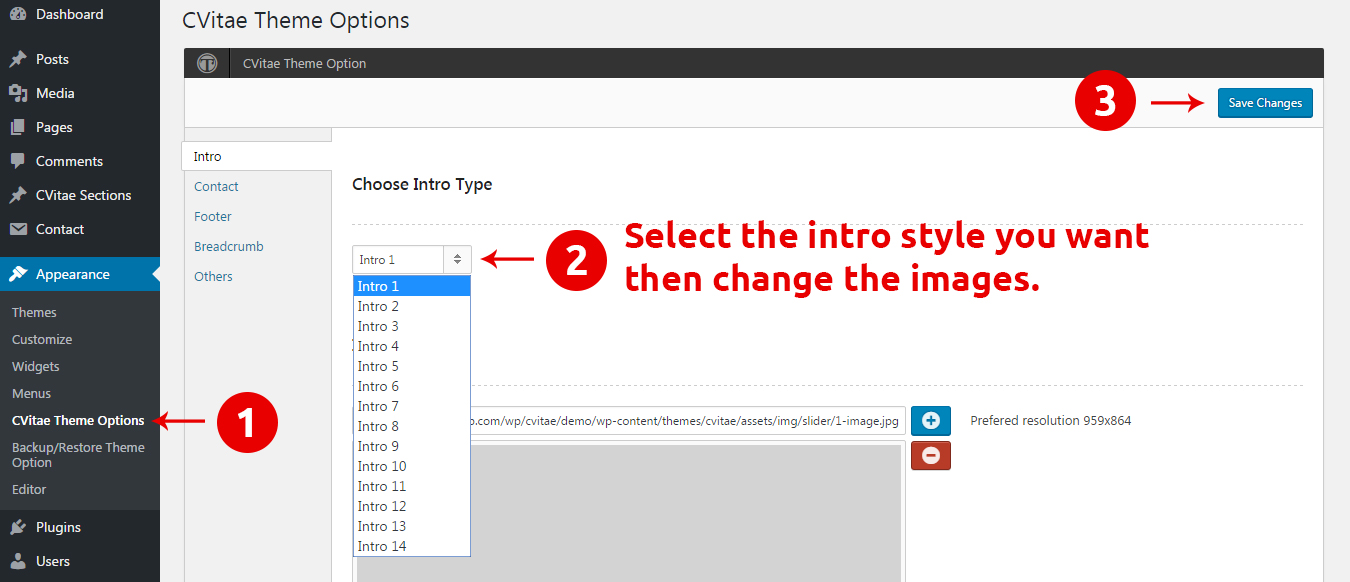 Dashboard
Posts
Media
Pages
Comments
CVitae Sections
Contact
Appearance
Themes
Customize
Widgets
Menus
CVitae Theme Options
Backup/Restore Theme
Option
Editor
Plugins
Users
CVitae Theme Options
CVitae Theme Option
3
Save Changes
Intro
Contact
Footer
Breadcrumb
Others
Choose Intro Type
Intro 1
2
Select the intro style you want
then change the images.
Intro 1
Intro 2
Intro 3
Intro 4
Intro 5
Intro 6
Intro 7
Intro 8
Intro 9
Intro 10
Intro 11
Intro 12
Intro 13
Intro 14
1
.com/wp/cvitae/demo/wp-content/themes/cvitae/assets/img/slider/1-image.jpg
Prefered resolution 959x864